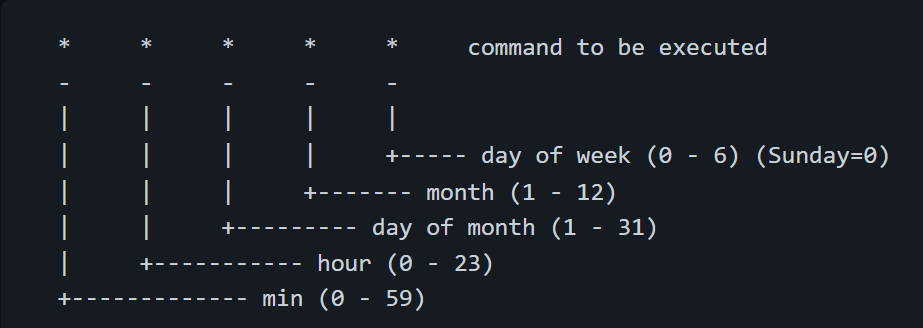 * * * * * command to be executed
- - - - -
| | | | |
| | | | +----- day of week (0 - 6) (Sunday=0)
| | | +------- month (1 - 12)
| | +--------- day of month (1 - 31)
| +----------- hour (0 - 23)
+------------- min (0 - 59)